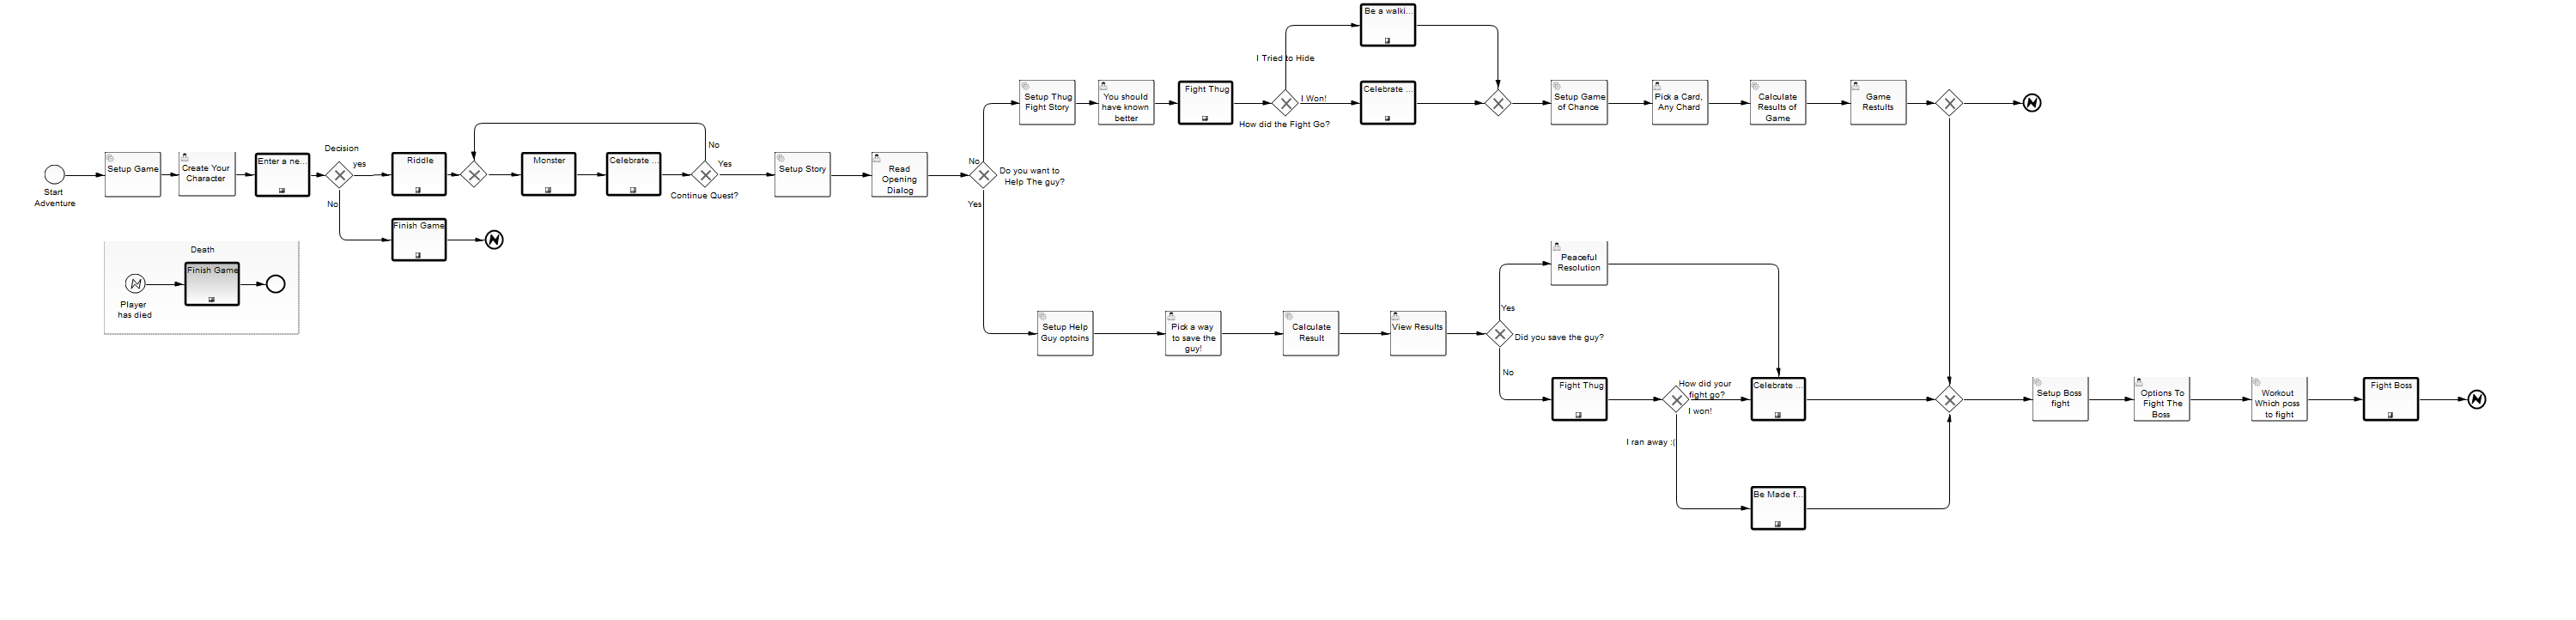 Be a walki...
I Tried to Hide
Setup Thug
Fight Story
You should
have known
better
Fight Thug
I Won!
How did the Fight Go?
Celebrate ...
Setup Game
of Chance
Pick a Card,
Any Chard
Calculate
Results of
Game
Game
Restults
Start
Adventure
Setup Game
Create Your
Character
Enter a ne...
Decision
yes
No
Riddle
Monster
Celebrate ...
No
Yes
Continue Quest?
Setup Story
Read
Opening
Dialog
No
Do you want to
Help The guy?
Yes
Finish Game
Death
Finish Game
Player
has died
Setup Help
Guy optoins
Pick a way
to save the
guy!
Calculate
Result
View Results
Peaceful
Resolution
Yes
Did you save the guy?
No
Fight Thug
How did your
fight go?
I won!
I ran away :(
Celebrate ...
Be Made f...
Setup Boss
fight
Options To
Fight The
Boss
Workout
Which poss
to fight
Fight Boss